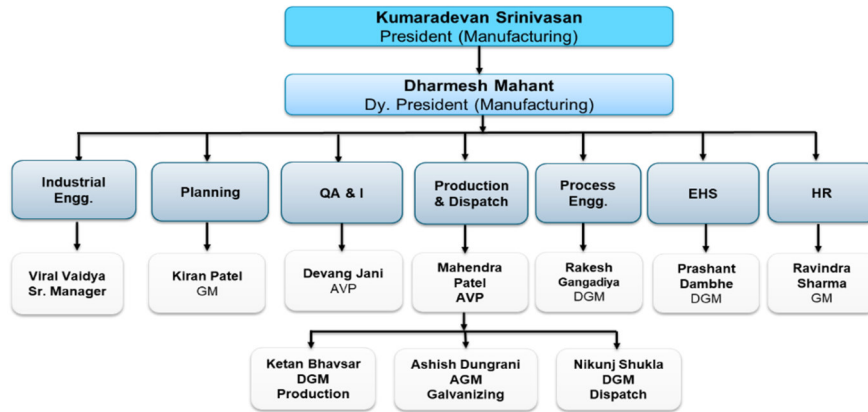 Kumaradevan Srinivasan
President (Manufacturing)
Dharmesh Mahant
Dy. President (Manufacturing)
Industrial
Engg.
Planning
QA & I
Production
& Dispatch
Process
Engg.
EHS
HR
Viral Vaidya
Sr. Manager
Kiran Patel
GM
Devang Jani
AVP
Mahendra
Patel
AVP
Rakesh
Gangadiya
DGM
Prashant
Dambhe
DGM
Ravindra
Sharma
GM
Ketan Bhavsar
DGM
Production
Ashish Dungrani
AGM
Galvanizing
Nikunj Shukla
DGM
Dispatch